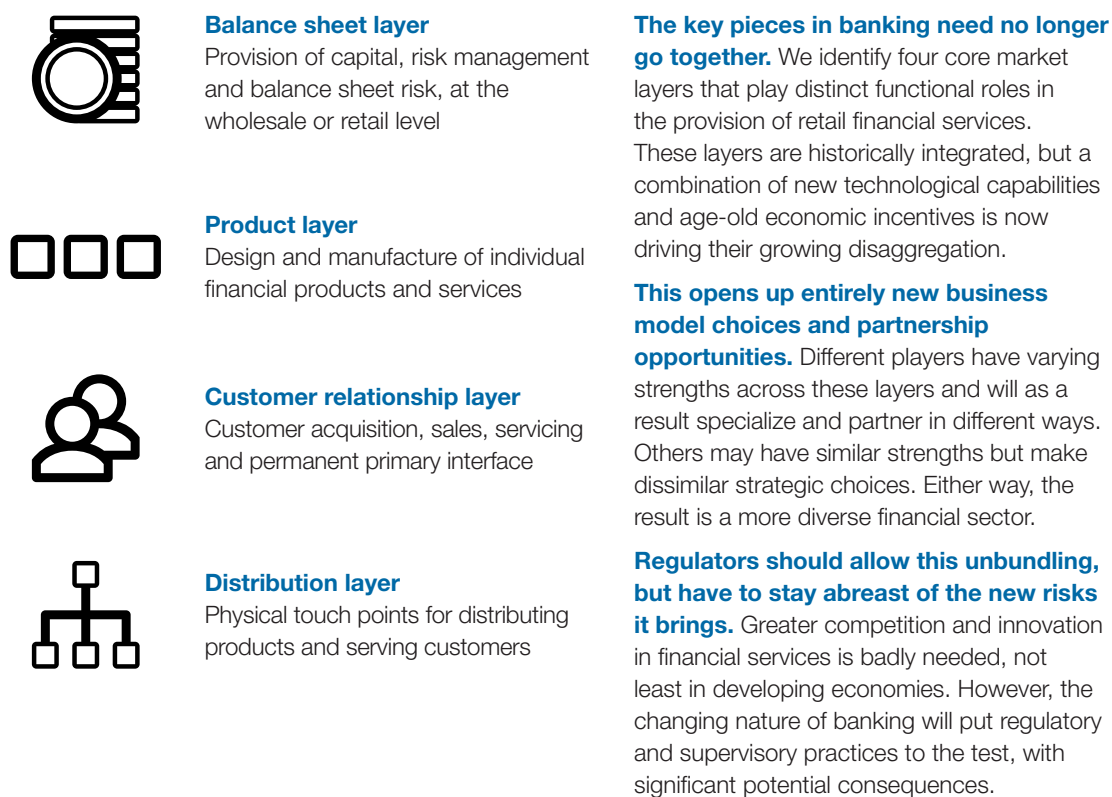 Balance sheet layer
Provision of capital, risk management
and balance sheet risk, at the
wholesale or retail level
Product layer
Design and manufacture of individual
financial products and services
Customer relationship layer
Customer acquisition, sales, servicing
and permanent primary interface
Distribution layer
Physical touch points for distributing
products and serving customers
The key pieces in banking need no longer
go together. We identify four core market
layers that play distinct functional roles in
the provision of retail financial services.
These layers are historically integrated, but a
combination of new technological capabilities
and age-old economic incentives is now
driving their growing disaggregation.
This opens up entirely new business
model choices and partnership
opportunities. Different players have varying
strengths across these layers and will as a
result specialize and partner in different ways.
Others may have similar strengths but make
dissimilar strategic choices. Either way, the
result is a more diverse financial sector.
Regulators should allow this unbundling,
but have to stay abreast of the new risks
it brings. Greater competition and innovation
in financial services is badly needed, not
least in developing economies. However, the
changing nature of banking will put regulatory
and supervisory practices to the test, with
significant potential consequences.